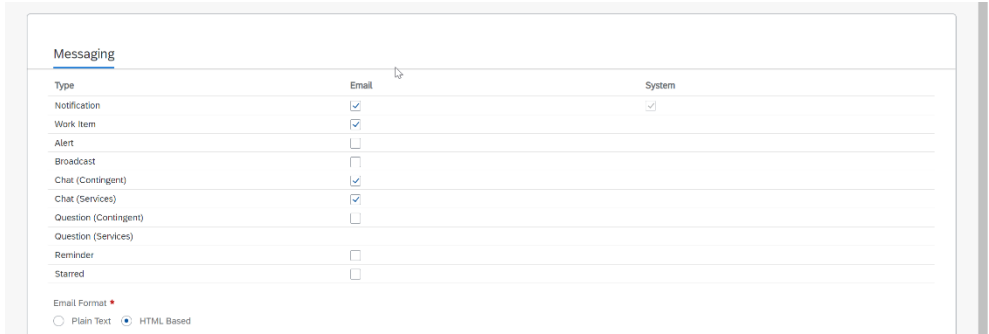 Messaging
Type Email System
Notification
Work Item
Alert
Broadcast
Chat (Contingent)
Chat (Services)
Question (Contingent)
Question (Services)
Reminder
Starred
Email Format •
Plain Text HTML Based